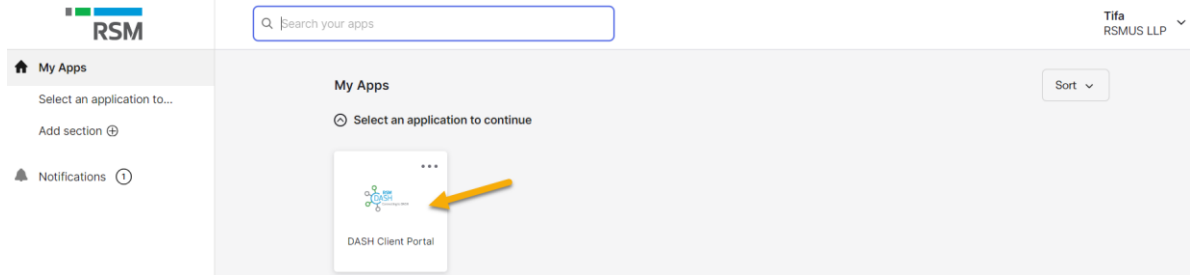 RSM
Search your apps
Tifa
RSMUS LLP
My Apps
Select an application to...
Add section
Notifications 1
My Apps
Sort
Select an application to continue
RSM
DASH
DASH Client Portal